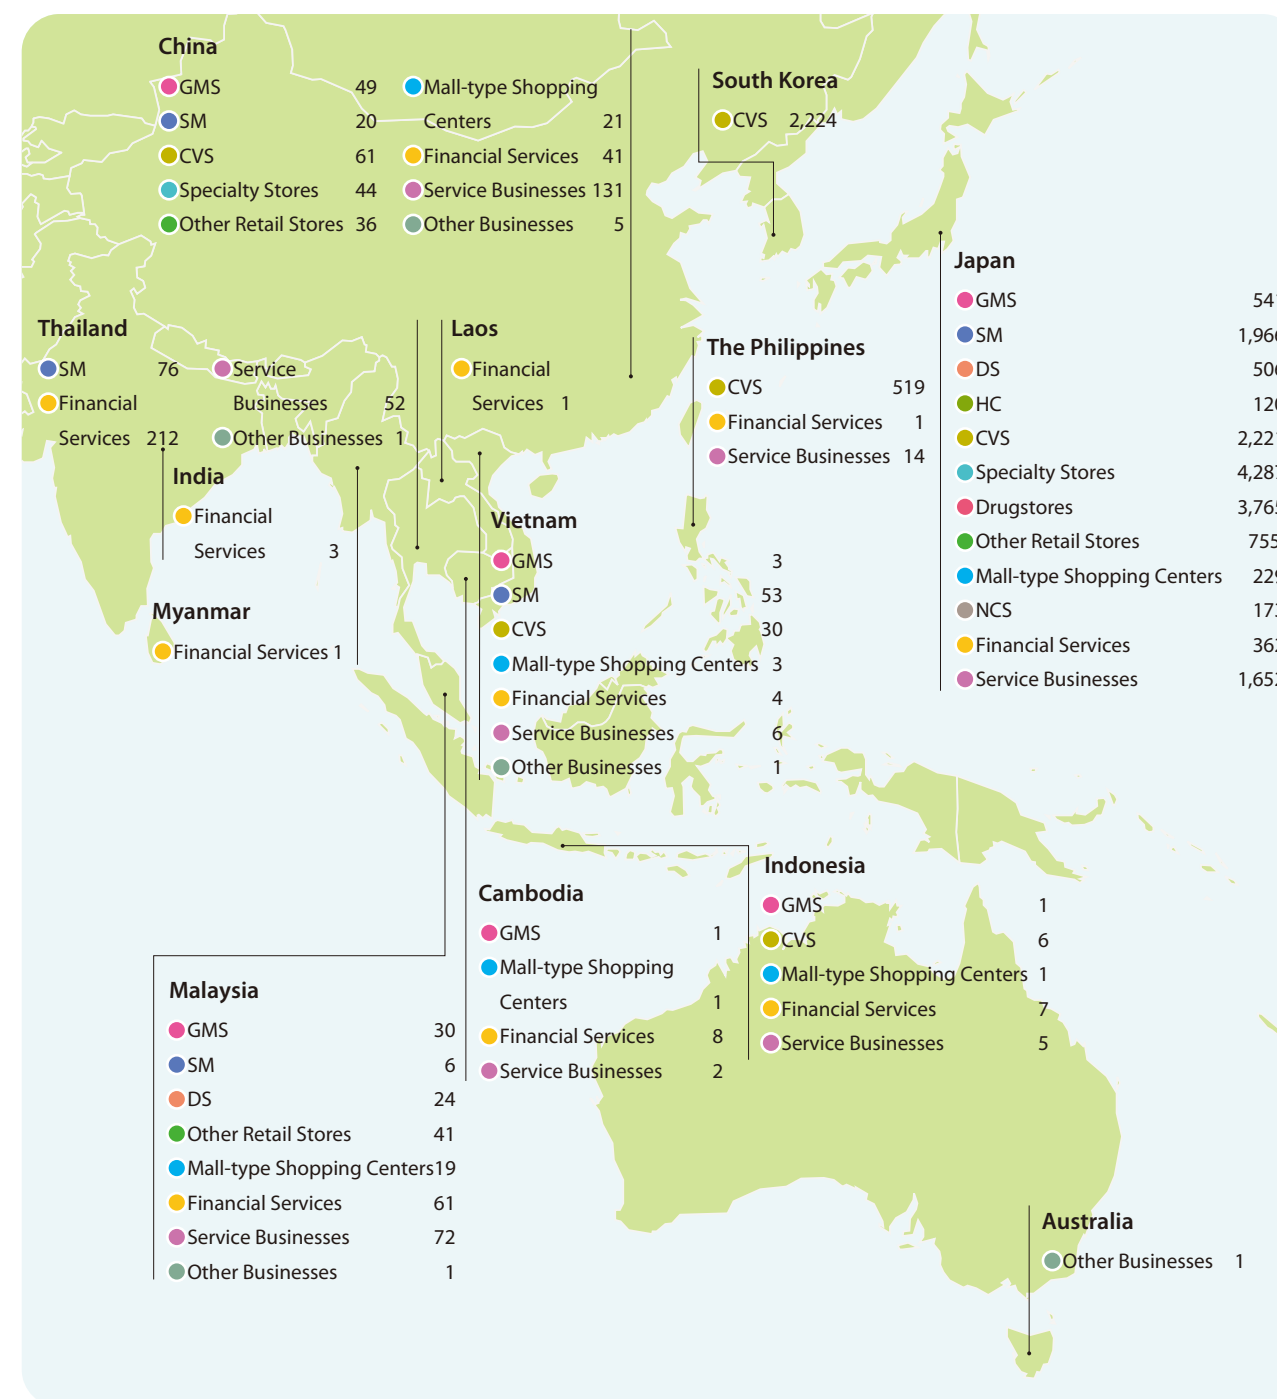 China
GMS 49
SM 20
CVS 61
Specialty Stores 44
Other Retail Stores 36
Mall-type Shopping
Centers 21
Financial Services 41
Service Businesses 131
Other Businesses 5
South Korea
CVS 2,224
Japan
GMS
SM
DS
HC
CVS
Specialty Stores
Drugstores
Other Retail Stores 755
Mall-type Shopping Centers
NCS
Financial Services
Service Businesses
Thailand
SM 76
Financial
Services 212
Service
Businesses 52
Other Businesses 1
Laos
Financial
Services 1
The Philippines
CVS 519
Financial Services 1
Service Businesses 14
India
Financial
Services 3
Myanmar
Financial Services 1
Vietnam
GMS 3
SM 53
CVS 30
Mall-type Shopping Centers 3
Financial Services 4
Service Businesses 6
Other Businesses 1
Cambodia
GMS 1
Mall-type Shopping
Centers 1
Financial Services 8
Service Businesses 2
Indonesia
GMS 1
CVS 6
Mall-type Shopping Centers 1
Financial Services 7
Service Businesses 5
Malaysia
GMS 30
SM 6
DS 24
Other Retail Stores 41
Mall-type Shopping Centers 19
Financial Services 61
Service Businesses 72
Other Businesses 1
Australia
Other Businesses 1